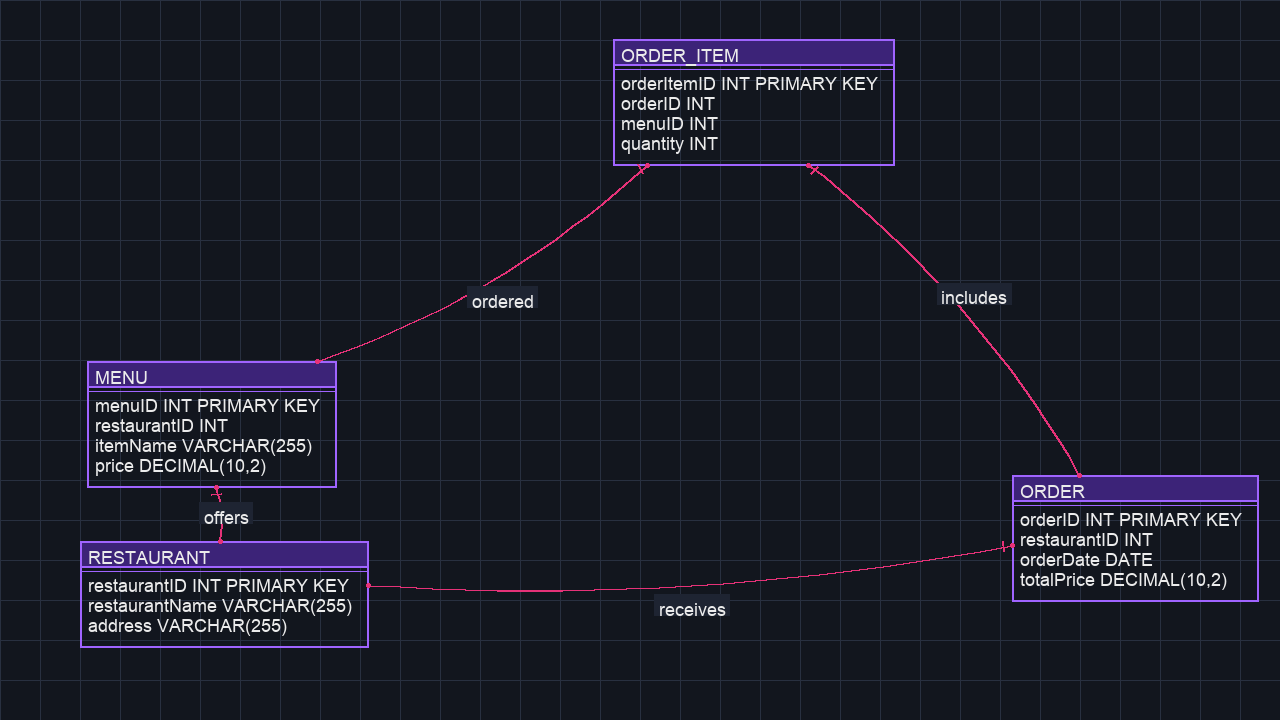 ORDER_ITEM
orderItemID INT PRIMARY KEY
orderID INT
menuID INT
quantity INT
ordered
includes
MENU
menuID INT PRIMARY KEY
restaurantID INT
itemName VARCHAR(255)
price DECIMAL(10,2)
offers
RESTAURANT
restaurantID INT PRIMARY KEY
restaurantName VARCHAR(255)
address VARCHAR(255)
receives
ORDER
orderID INT PRIMARY KEY
restaurantID INT
orderDate DATE
totalPrice DECIMAL(10,2)